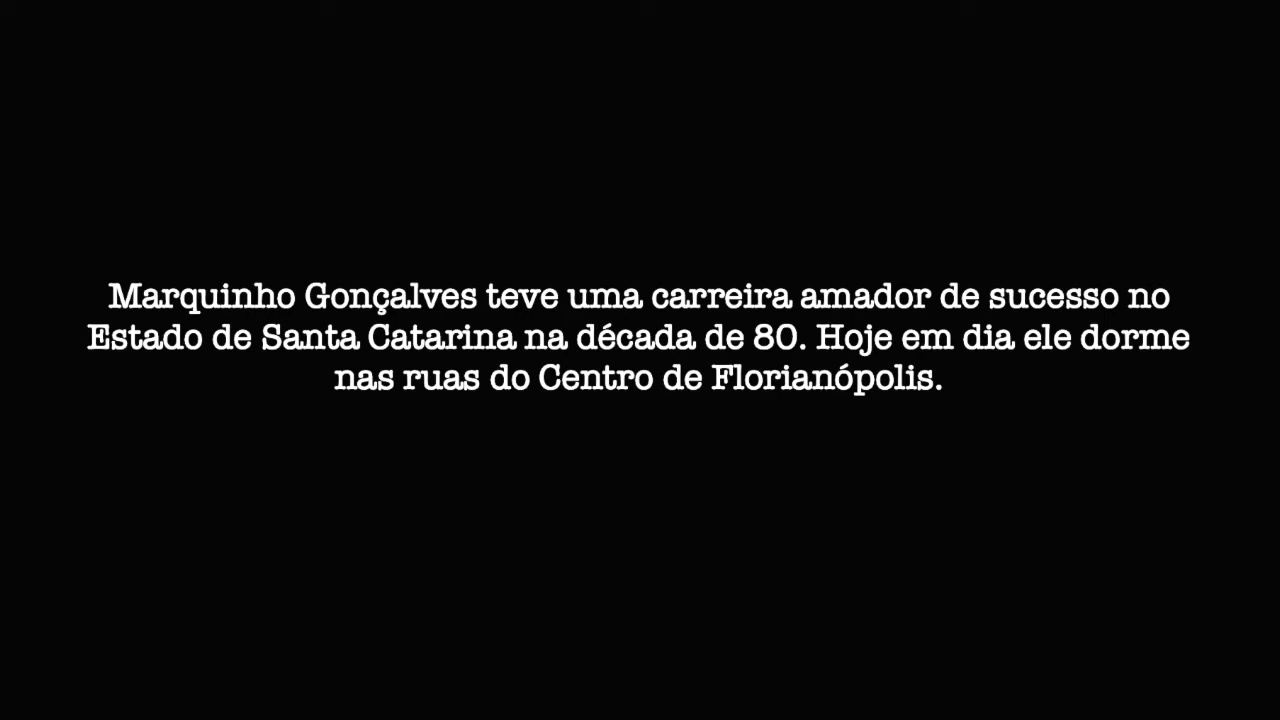 Marquinho Gonçalves teve uma carreira amador de sucesso no
Estado de Santa Catarina na década de 80. Hoje em dia ele dorme
nas ruas do Centro de Florianópolis.